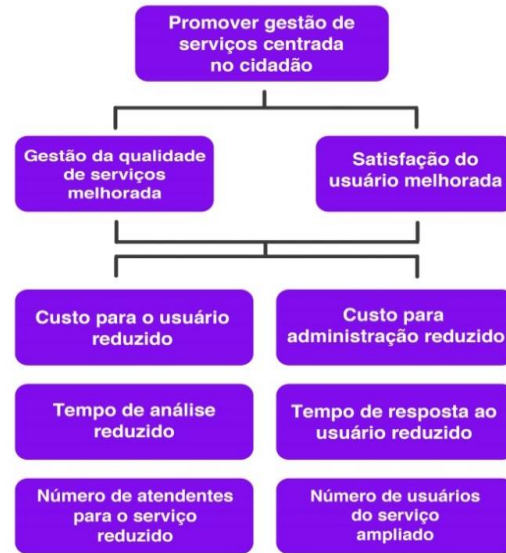 Promover gestão de
serviços centrada
no cidadão
Gestão da qualidade
de serviços
melhorada
Satisfação do
usuário melhorada
Custo para o usuário
reduzido
Custo para
administração reduzido
Tempo de análise
reduzido
Tempo de resposta ao
usuário reduzido
Número de atendentes
para o serviço
reduzido
Número de usuários
do serviço
ampliado